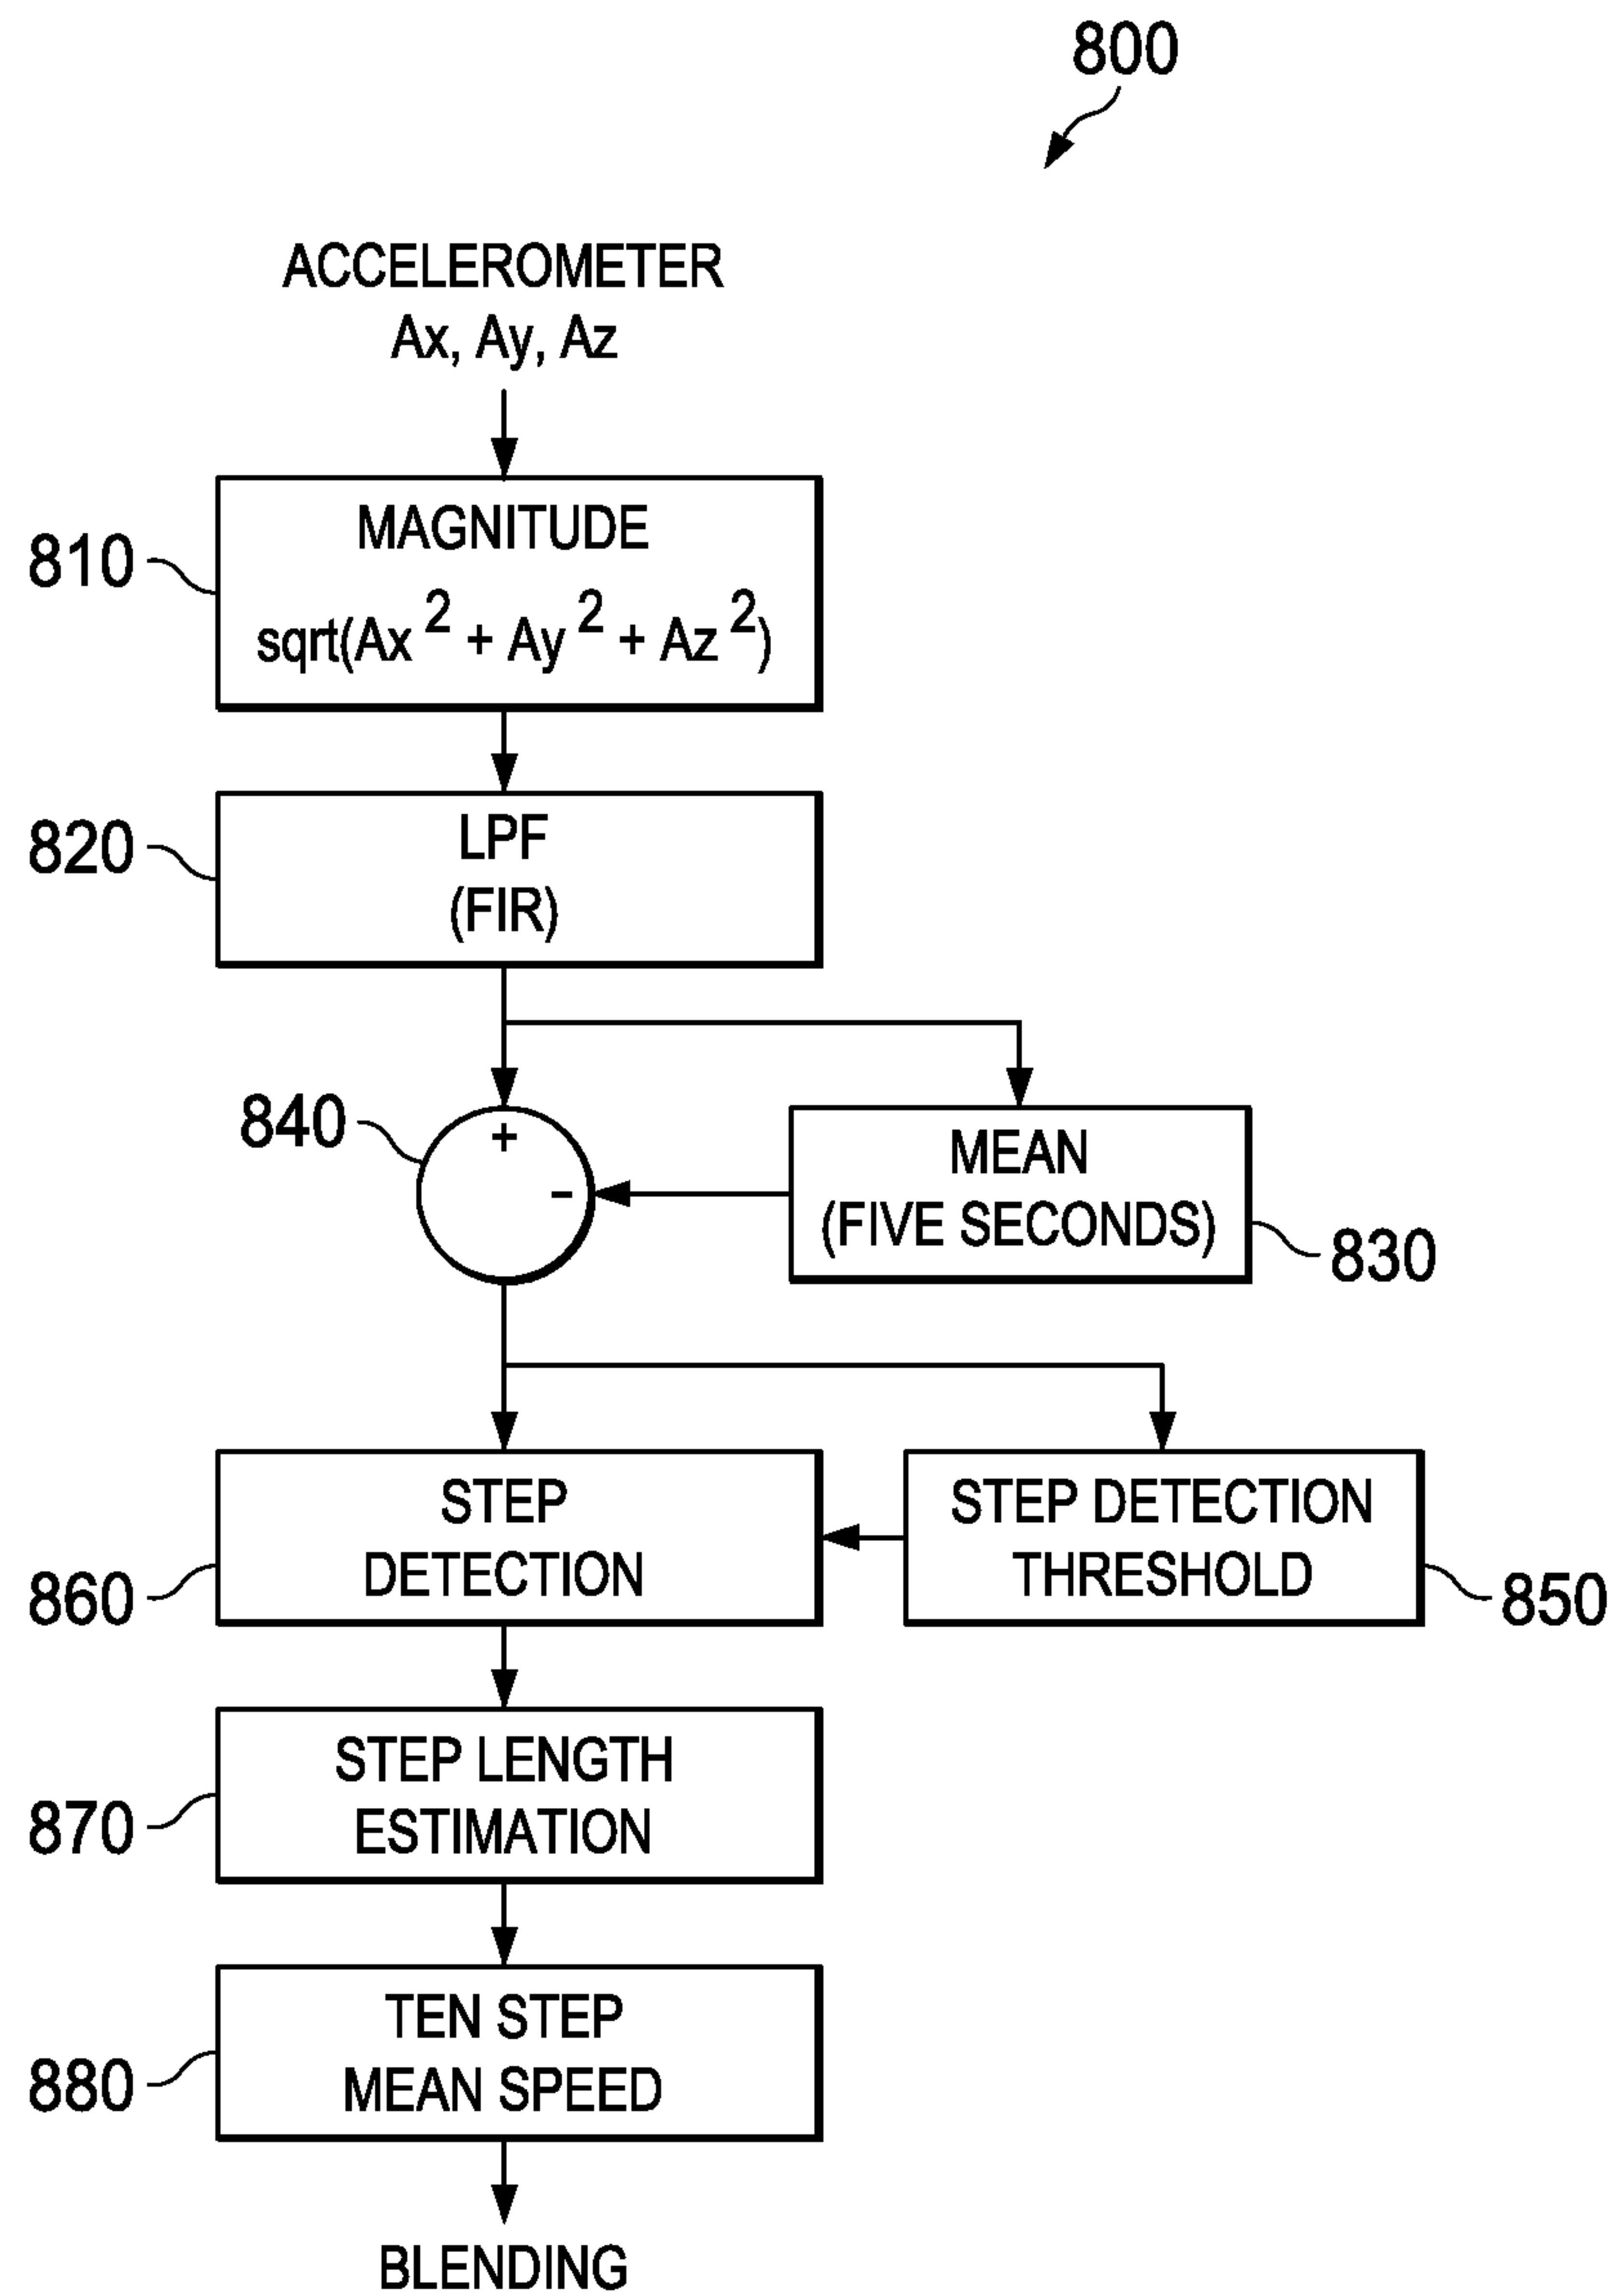 800
ACCELEROMETER
Ax, Ay, Az
810
MAGNITUDE
sqrt(Ax ² + Ay ² + Az ²)
820
LPF
(FIR)
840
+
-
MEAN
(FIVE SECONDS)
830
STEP
DETECTION
860
STEP DETECTION
THRESHOLD
850
STEP LENGTH
ESTIMATION
870
TEN STEP
MEAN SPEED
880
BLENDING